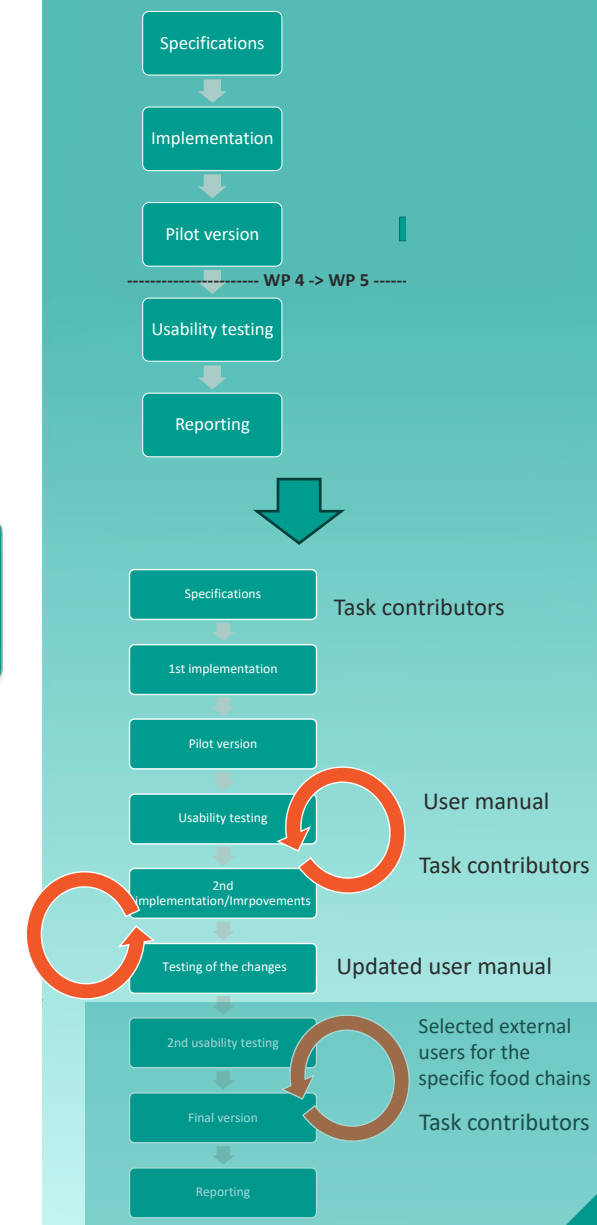 Specifications
Implementation
Pilot version
----------------------- WP 4 -> WP 5 ------
Usability testing
Reporting
Specifications
Task contributors
1st implementation
Pilot version
Usability testing
User manual
Task contributors
2nd
implementation/Imrpovements
Testing of the changes
Updated user manual
2nd usability testing
Selected external
users for the
specific food chains
Final version
Task contributors
Reporting